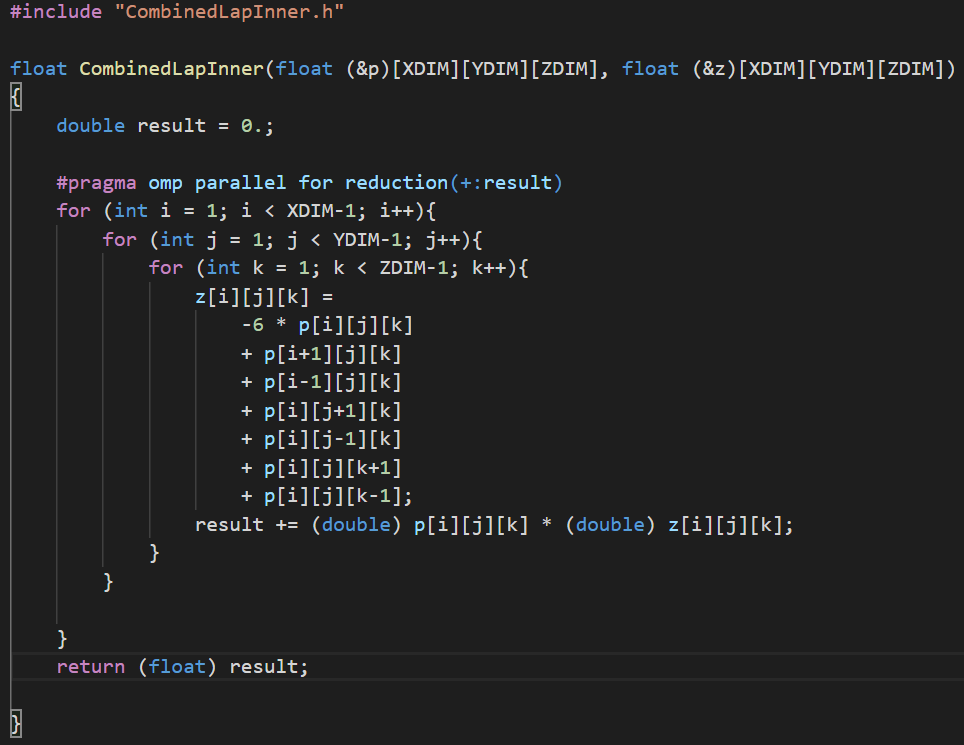 #include "CombinedLapInner.h"
float CombinedLapInner(float (&p)[XDIM][YDIM][ZDIM], float (&z)[XDIM][YDIM][ZDIM])
{
    double result = 0.;
    #pragma omp parallel for reduction(+:result)
    for (int i = 1; i < XDIM-1; i++){
        for (int j = 1; j < YDIM-1; j++){
            for (int k = 1; k < ZDIM-1; k++){
                z[i][j][k] =
                    -6 * p[i][j][k]
                    + p[i+1][j][k]
                    + p[i-1][j][k]
                    + p[i][j+1][k]
                    + p[i][j-1][k]
                    + p[i][j][k+1]
                    + p[i][j][k-1];
                result += (double) p[i][j][k] * (double) z[i][j][k];
            }
        }
    }
    return (float) result;
}